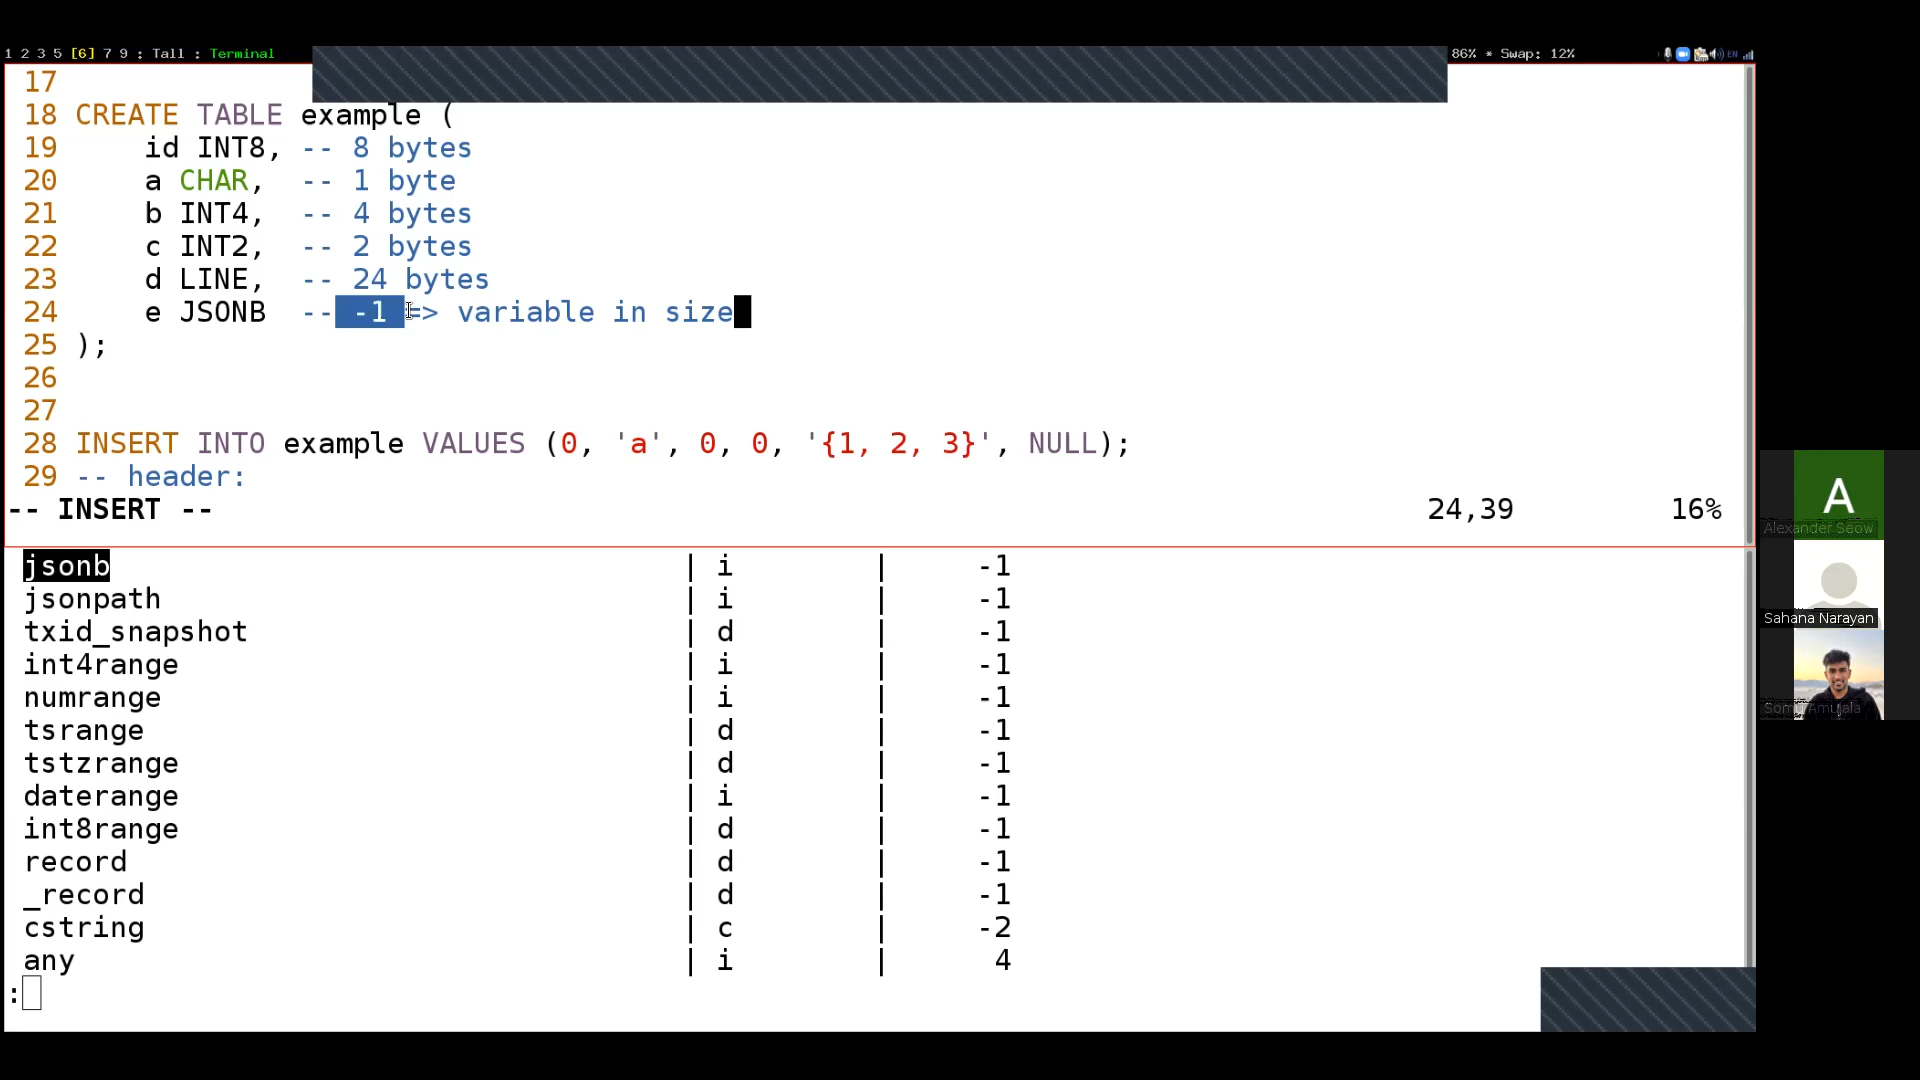 1 2 3 5 [6] 7 9 : Tall : Terminal
86% * Swap: 12%
EN
17
18 CREATE TABLE example (
19     id INT8, -- 8 bytes
20     a CHAR,  -- 1 byte
21     b INT4,  -- 4 bytes
22     c INT2,  -- 2 bytes
23     d LINE,  -- 24 bytes
24     e JSONB  -- -1 => variable in size
25 );
26
27
28 INSERT INTO example VALUES (0, 'a', 0, 0, '{1, 2, 3}', NULL);
29 -- header:
-- INSERT -- 24,39 16%
jsonb | i | -1
jsonpath | i | -1
txid_snapshot | d | -1
int4range | i | -1
numrange | i | -1
tsrange | d | -1
tstzrange | d | -1
daterange | i | -1
int8range | d | -1
record | d | -1
_record | d | -1
cstring | c | -2
any | i | 4
:
A
Alexander Seow
Sahana Narayan